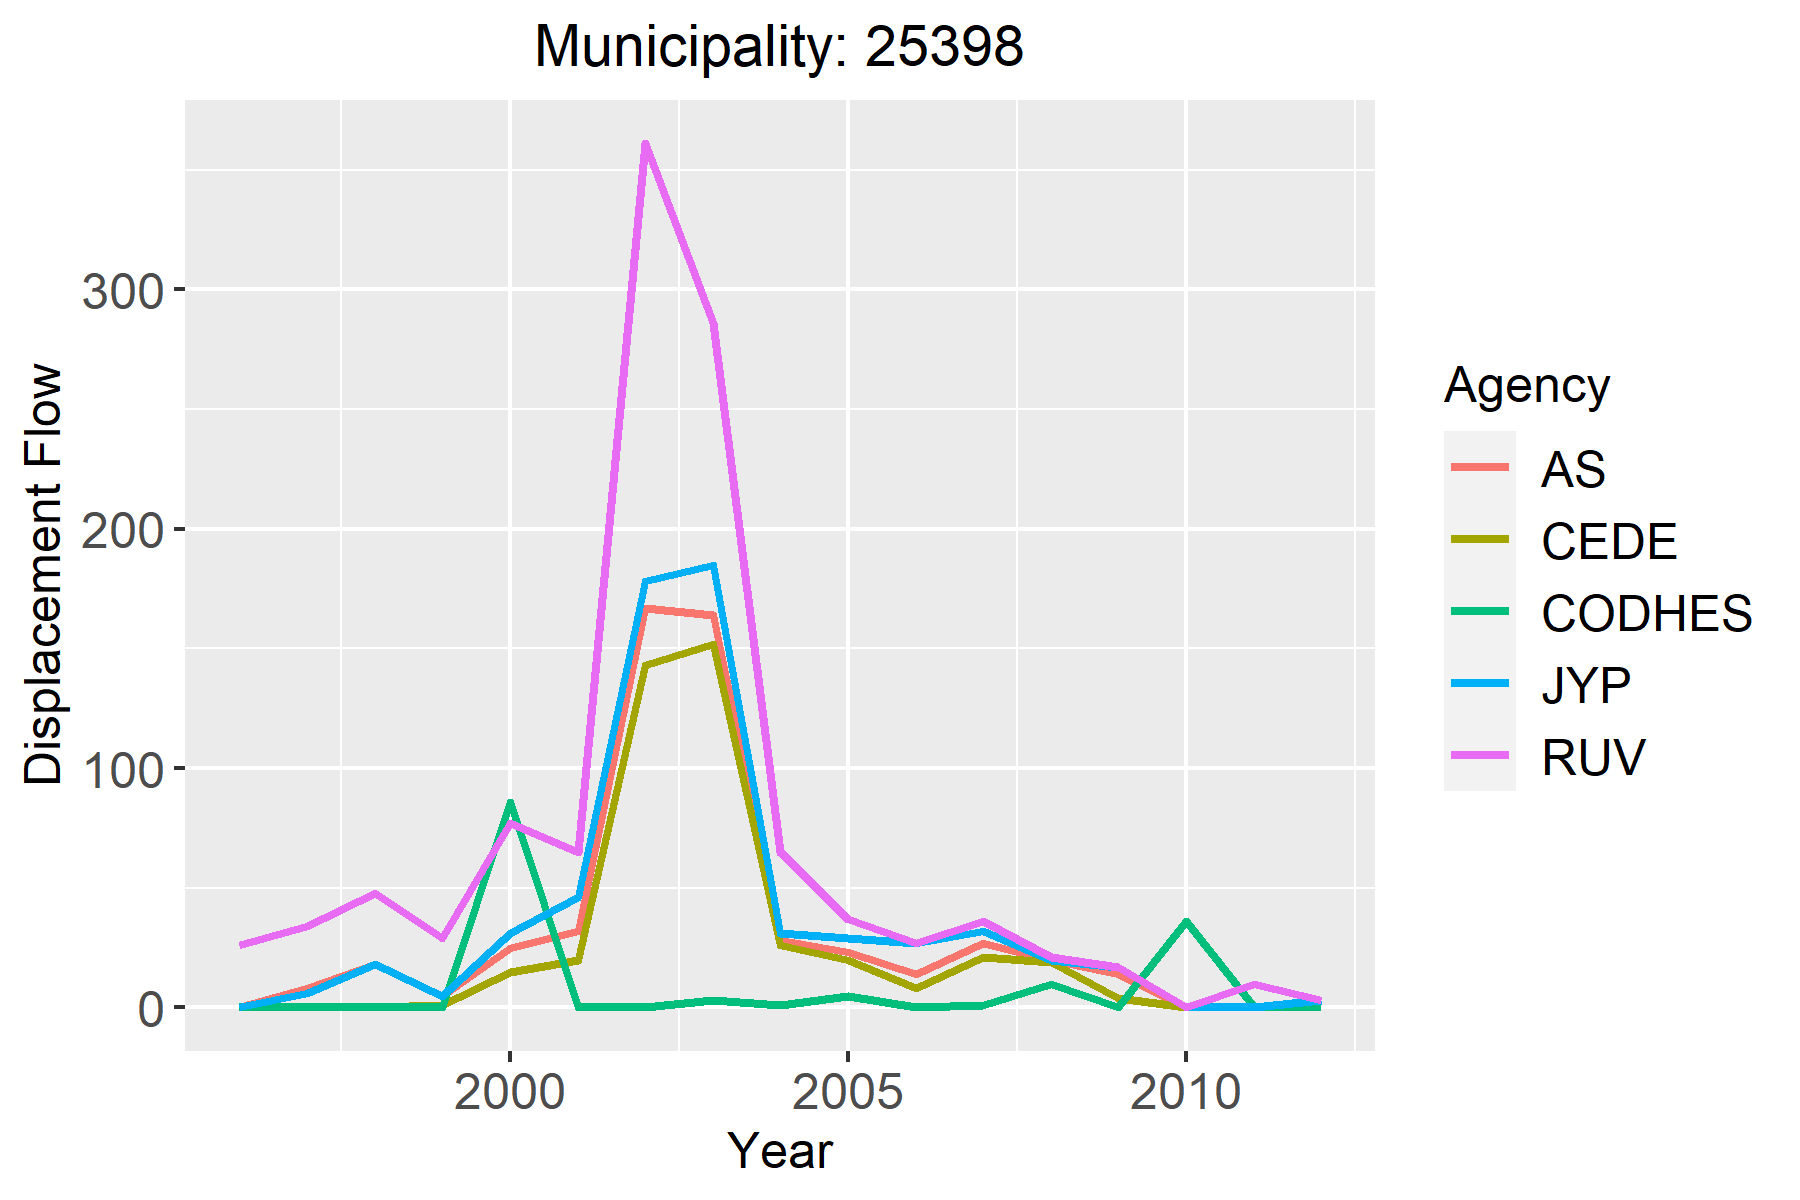 Municipality: 25398
Displacement Flow
300
200
100
0
2000 2005 2010
Year
Agency
AS
CEDE
CODHES
JYP
RUV